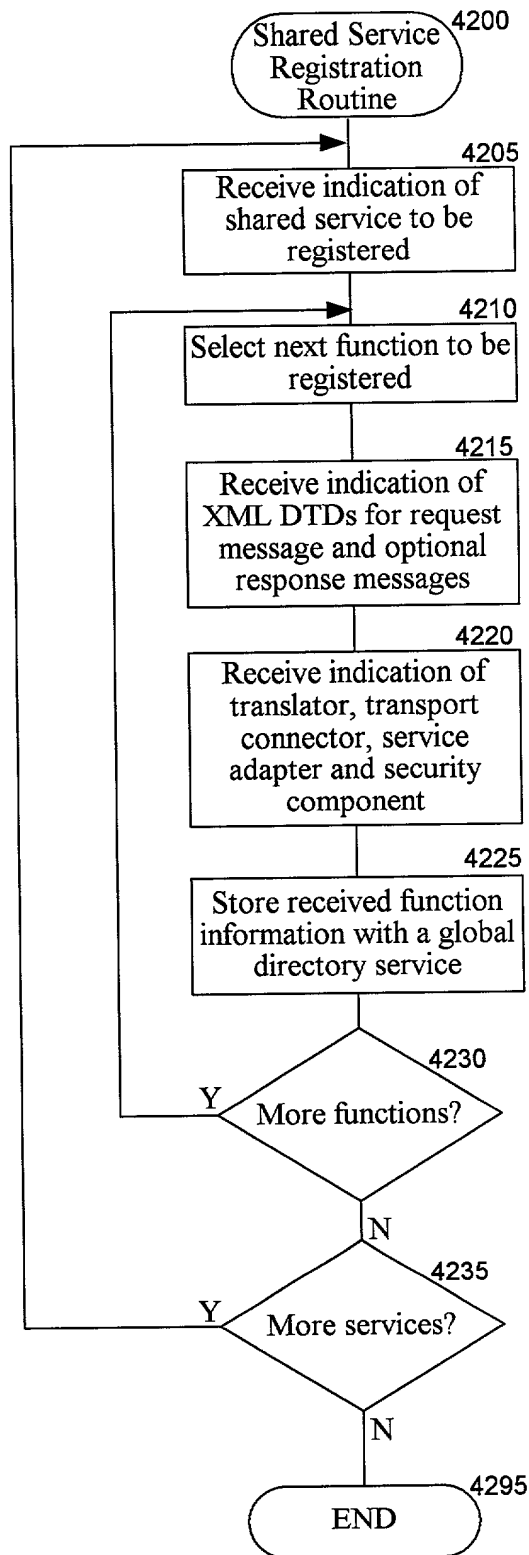 4200
Shared Service
Registration
Routine
4205
Receive indication of
shared service to be
registered
4210
Select next function to be
registered
4215
Receive indication of
XML DTDs for request
message and optional
response messages
4220
Receive indication of
translator, transport
connector, service
adapter and security
component
4225
Store received function
information with a global
directory service
4230
Y
More functions?
N
4235
Y
More services?
N
4295
END